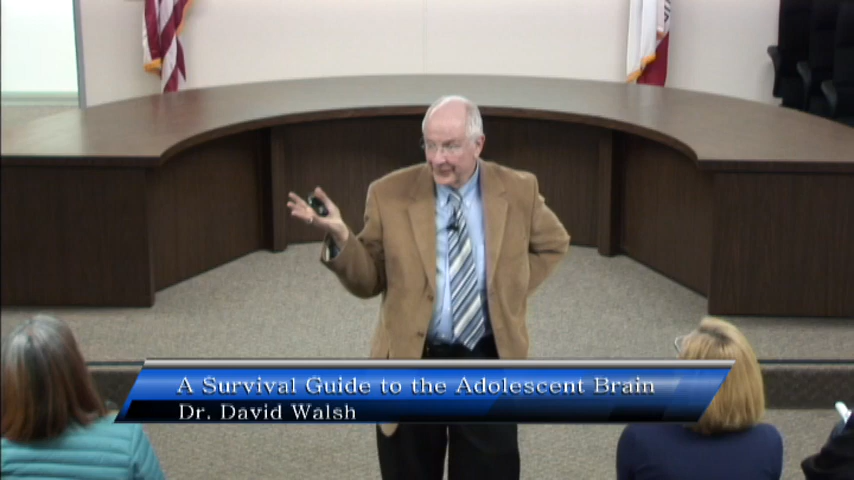 A Survival Guide to the Adolescent Brain
Dr. David Walsh